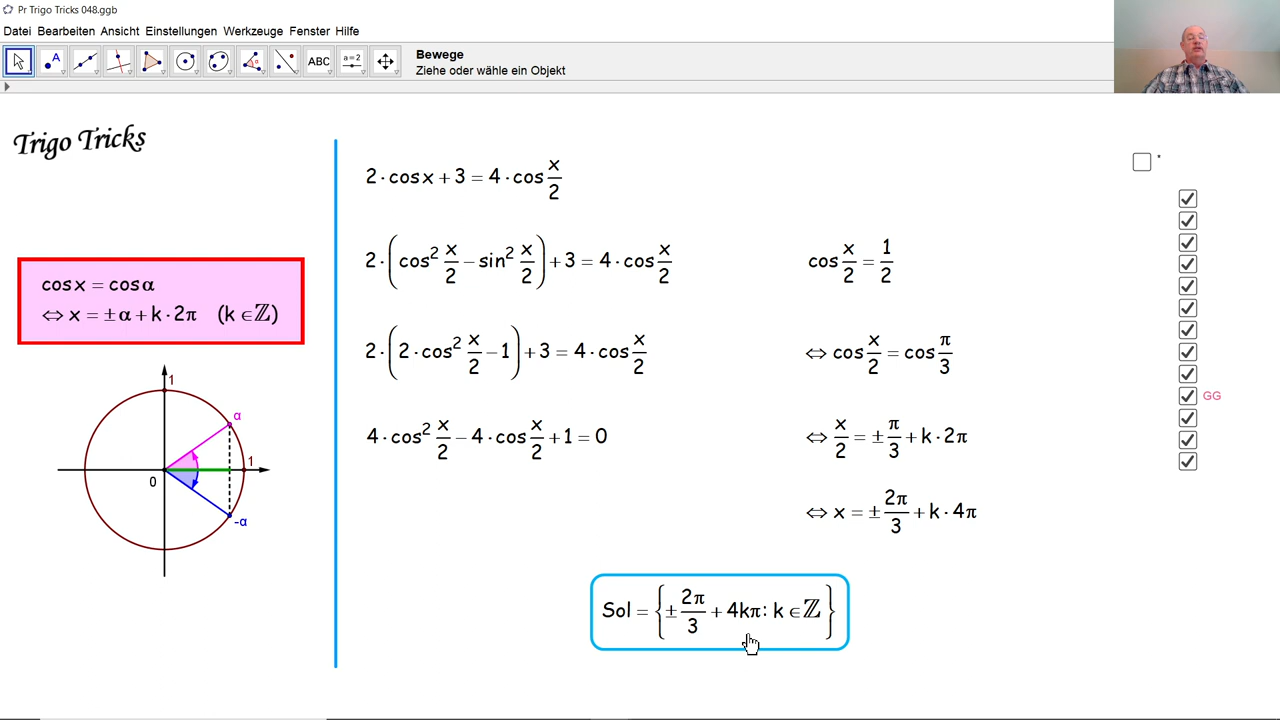 Pr Trigo Tricks 048.ggb
Datei Bearbeiten Ansicht Einstellungen Werkzeuge Fenster Hilfe
A
α
ABC
a=2
Bewege
Ziehe oder wähle ein Objekt
Trigo Tricks
cos x = cos α
⇔ x = ±α + k·2π (k ∈ ℤ)
1
α
1
0
-α
2·cos x + 3 = 4·cos x/2
2·(cos² x/2 − sin² x/2) + 3 = 4·cos x/2
2·(2·cos² x/2 − 1) + 3 = 4·cos x/2
4·cos² x/2 − 4·cos x/2 + 1 = 0
cos x/2 = 1/2
⇔ cos x/2 = cos π/3
⇔ x/2 = ± π/3 + k·2π
⇔ x = ± 2π/3 + k·4π
Sol = {± 2π/3 + 4kπ: k ∈ ℤ}
GG